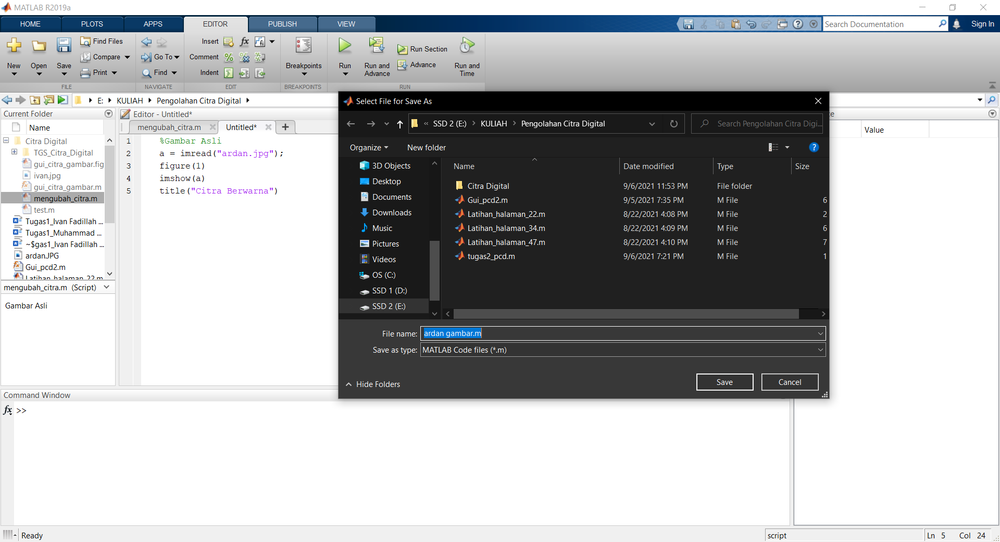 MATLAB R2019a
HOME PLOTS APPS EDITOR PUBLISH VIEW Search Documentation Sign In
New Open Save Find Files Compare Print
FILE
Go To Find
NAVIGATE
Insert fx fi
Comment % %
Indent
EDIT
Breakpoints
BREAKPOINTS
Run Run and Advance Run Section Advance Run and Time
RUN
E: KULIAH Pengolahan Citra Digital
Current Folder
Name
Citra Digital
TGS_Citra_Digital
gui_citra_gambar.fig
ivan.jpg
gui_citra_gambar.m
mengubah_citra.m
test.m
Tugas1_Ivan Fadillah ...
Tugas1_Muhammad ...
~$gas1_Ivan Fadillah ...
ardan.JPG
Gui_pcd2.m
Latihan_halaman_22.m
mengubah_citra.m (Script)
Gambar Asli
Editor - Untitled*
mengubah_citra.m Untitled* +
1 %Gambar Asli
2 a = imread("ardan.jpg");
3 figure(1)
4 imshow(a)
5 title("Citra Berwarna")
Select File for Save As
« SSD 2 (E:) KULIAH Pengolahan Citra Digital Search Pengolahan Citra Digi...
Organize New folder ?
3D Objects
Desktop
Documents
Downloads
Music
Pictures
Videos
OS (C:)
SSD 1 (D:)
SSD 2 (E:)
Name Date modified Type Size
Citra Digital 9/6/2021 11:53 PM File folder
Gui_pcd2.m 9/5/2021 7:35 PM M File 6
Latihan_halaman_22.m 8/22/2021 4:08 PM M File 2
Latihan_halaman_34.m 8/22/2021 4:09 PM M File 6
Latihan_halaman_47.m 8/22/2021 4:10 PM M File 7
tugas2_pcd.m 9/6/2021 7:21 PM M File 1
File name: ardan gambar.m
Save as type: MATLAB Code files (*.m)
Hide Folders Save Cancel
ce
Value
Command Window
fx >>
Ready script Ln 5 Col 24